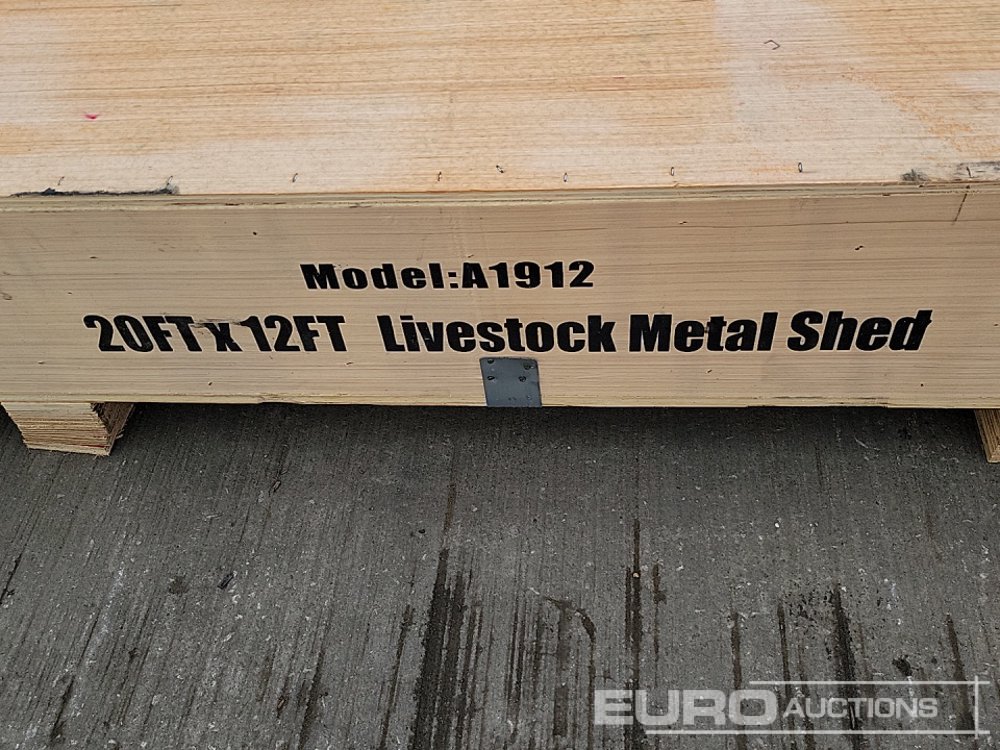 Model:A1912
20FT x 12FT Livestock Metal Shed
EURO AUCTIONS